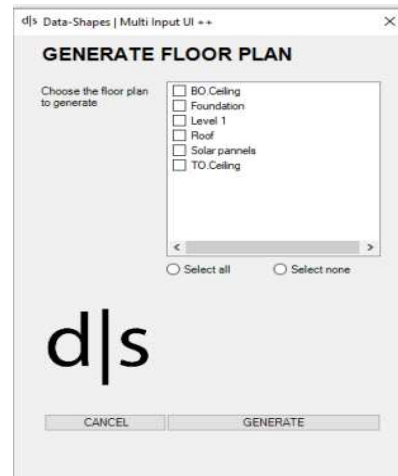 d|s Data-Shapes | Multi Input UI ++
GENERATE FLOOR PLAN
Choose the floor plan
to generate
BO.Ceiling
Foundation
Level 1
Roof
Solar pannels
TO.Ceiling
Select all Select none
d|s
CANCEL GENERATE